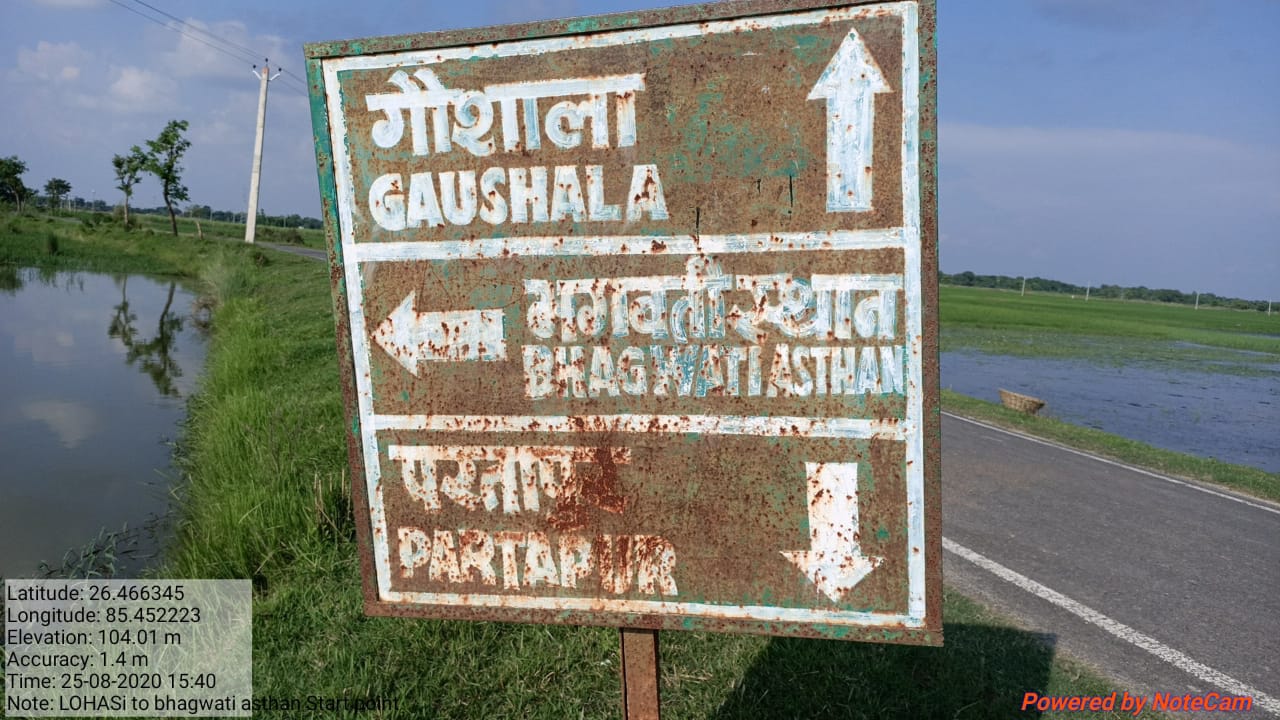 गौशाला
GAUSHALA
भगवती स्थान
BHAGWATI ASTHAN
PARTAPUR
Latitude: 26.466345
Longitude: 85.452223
Elevation: 104.01 m
Accuracy: 1.4 m
Time: 25-08-2020 15:40
Note: LOHASi to bhagwati asthan Start point
Powered by NoteCam